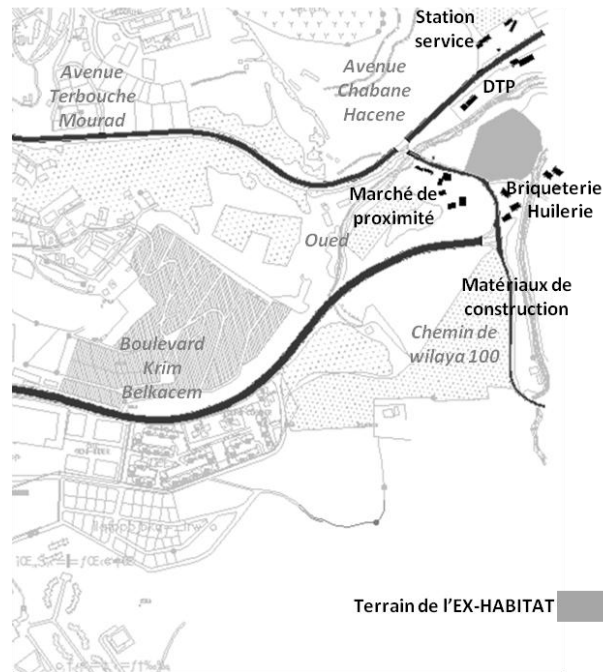 Station
service
Avenue
Terbouche
Mourad
Avenue
Chabane
Hacene
DTP
Marché de
proximité
Briqueterie
Huilerie
Oued
Matériaux de
construction
Chemin de
wilaya 100
Boulevard
Krim
Belkacem
Terrain de l'EX-HABITAT